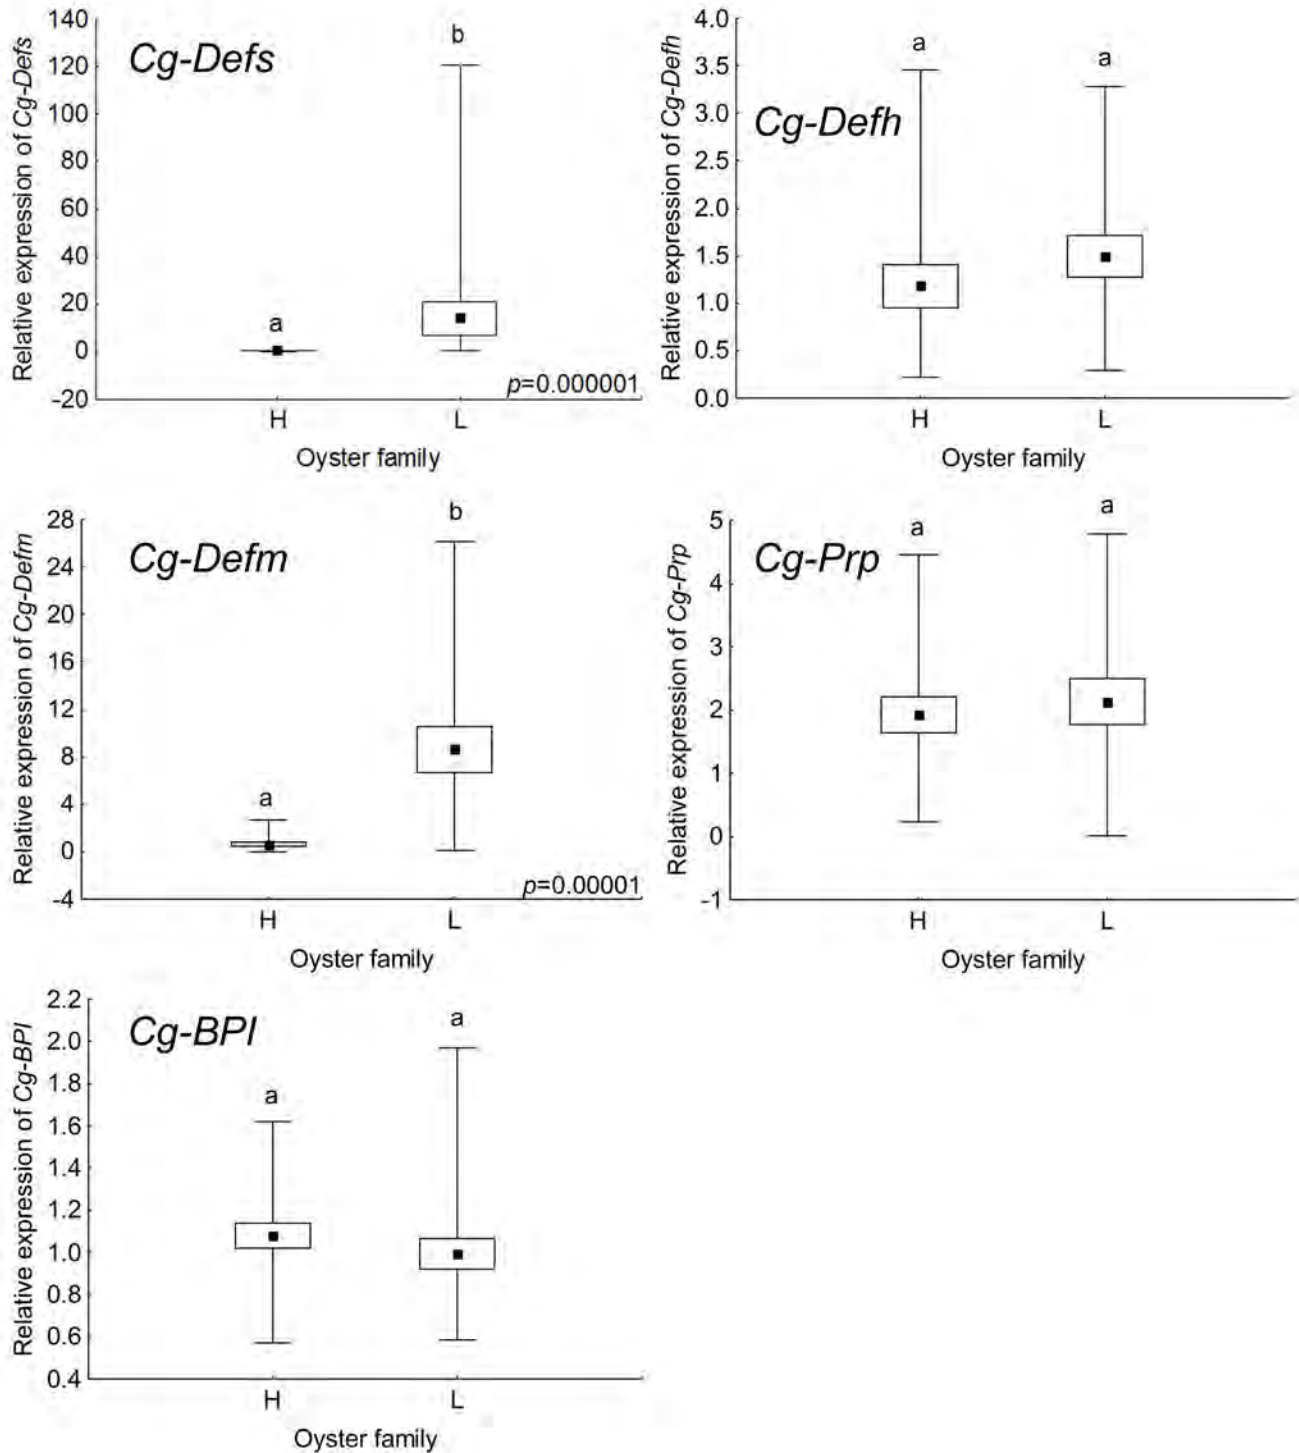 Relative expression of Cg-Defs
140
120
100
80
60
40
20
0
-20
Cg-Defs
a
b
p=0.000001
H
L
Oyster family
Relative expression of Cg-Defh
4.0
3.5
3.0
2.5
2.0
1.5
1.0
0.5
0.0
Cg-Defh
a
a
H
L
Oyster family
Relative expression of Cg-Defm
28
24
20
16
12
8
4
0
-4
Cg-Defm
a
b
p=0.00001
H
L
Oyster family
Relative expression of Cg-Prp
5
4
3
2
1
0
-1
Cg-Prp
a
a
H
L
Oyster family
Relative expression of Cg-BPI
2.2
2.0
1.8
1.6
1.4
1.2
1.0
0.8
0.6
0.4
Cg-BPI
a
a
H
L
Oyster family